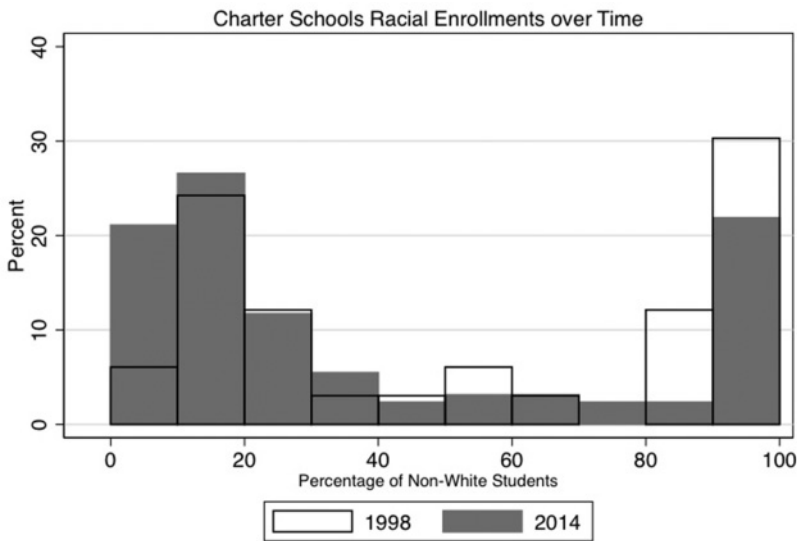 Charter Schools Racial Enrollments over Time
40
30
20
10
0
Percent
0 20 40 60 80 100
Percentage of Non-White Students
1998 2014